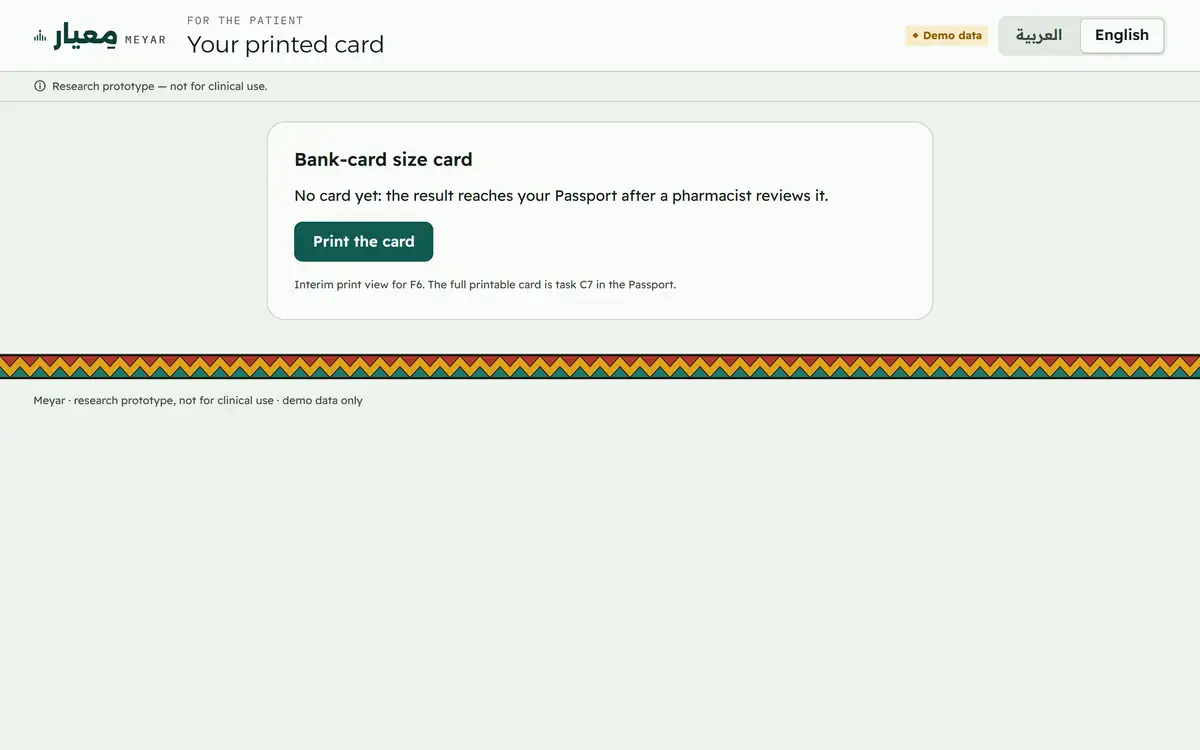 مِعيار MEYAR
FOR THE PATIENT
Your printed card
Demo data
العربية
English
Research prototype — not for clinical use.
Bank-card size card
No card yet: the result reaches your Passport after a pharmacist reviews it.
Print the card
Interim print view for F6. The full printable card is task C7 in the Passport.
Meyar · research prototype, not for clinical use · demo data only